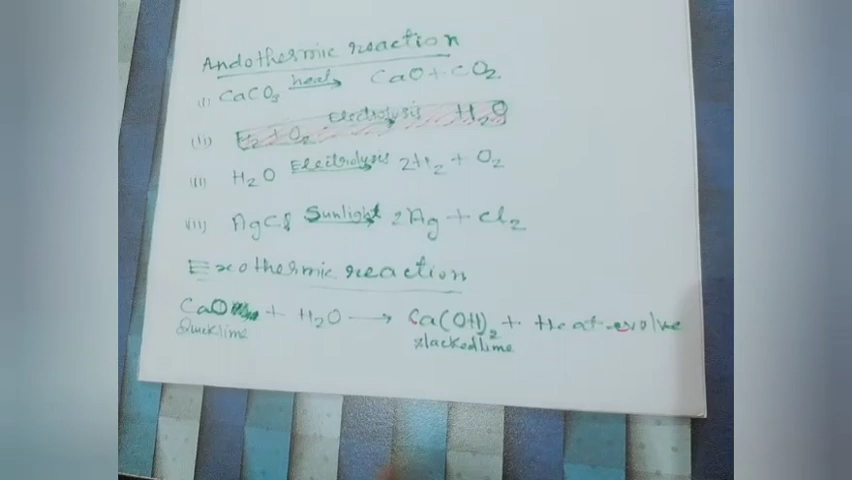 Andothermic reaction
(i) CaCO3 heat → CaO + CO2
(ii) H2 + O2 Electrolysis → H2O
(ii) H2O Electrolysis → 2H2 + O2
(iii) AgCl Sunlight → 2Ag + Cl2
Exothermic reaction
CaO + H2O → Ca(OH)2 + Heat evolve
Quicklime slackedlime